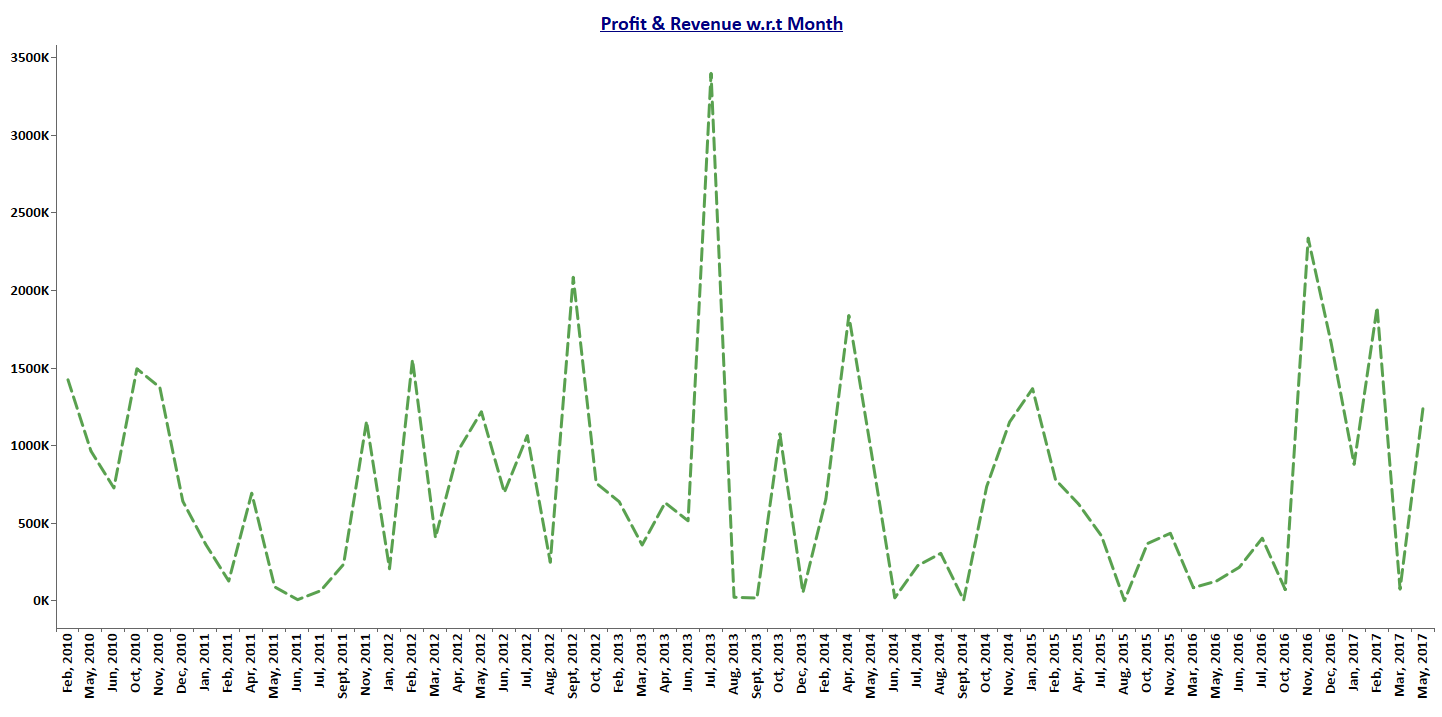 Profit & Revenue w.r.t Month
3500K
3000K
2500K
2000K
1500K
1000K
500K
0K
Feb, 2010
May, 2010
Jun, 2010
Oct, 2010
Nov, 2010
Dec, 2010
Jan, 2011
Feb, 2011
Apr, 2011
May, 2011
Jun, 2011
Jul, 2011
Sept, 2011
Nov, 2011
Jan, 2012
Feb, 2012
Mar, 2012
Apr, 2012
May, 2012
Jun, 2012
Jul, 2012
Aug, 2012
Sept, 2012
Oct, 2012
Feb, 2013
Mar, 2013
Apr, 2013
Jun, 2013
Jul, 2013
Aug, 2013
Sept, 2013
Oct, 2013
Dec, 2013
Feb, 2014
Apr, 2014
May, 2014
Jun, 2014
Jul, 2014
Aug, 2014
Sept, 2014
Oct, 2014
Nov, 2014
Jan, 2015
Feb, 2015
Apr, 2015
Jul, 2015
Aug, 2015
Oct, 2015
Nov, 2015
Mar, 2016
May, 2016
Jun, 2016
Jul, 2016
Oct, 2016
Nov, 2016
Dec, 2016
Jan, 2017
Feb, 2017
Mar, 2017
May, 2017